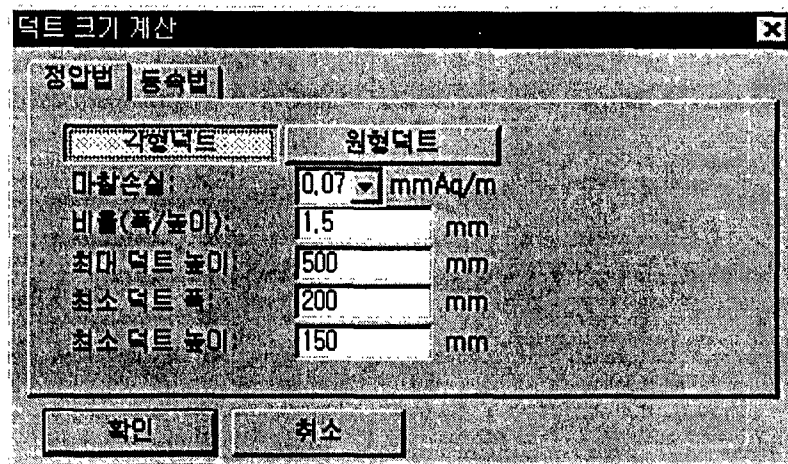 덕트 크기 계산
정압법 등속법
각형덕트 원형덕트
마찰손실: 0.07 mmAq/m
비율(폭/높이): 1.5 mm
최대 덕트 높이: 500 mm
최소 덕트 폭: 200 mm
최소 덕트 높이: 150 mm
확인 취소